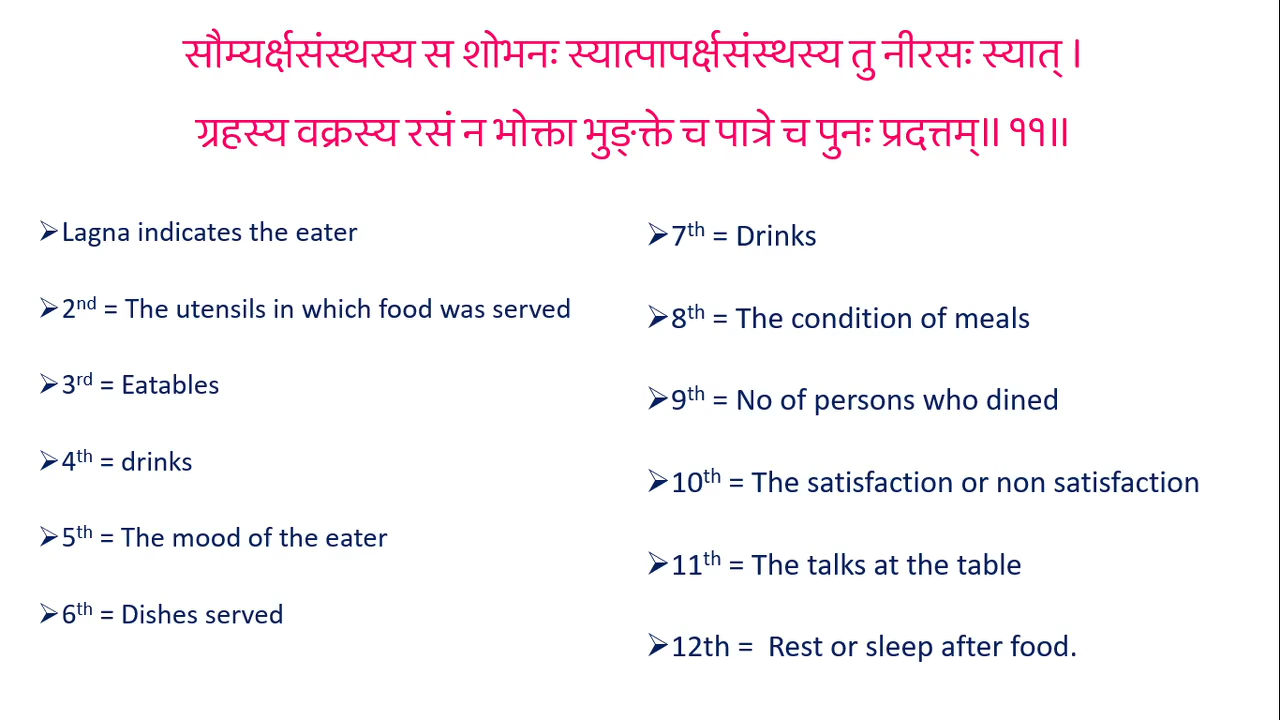 सौम्यर्क्षसंस्थस्य स शोभनः स्यात्पापर्क्षसंस्थस्य तु नीरसः स्यात् ।
ग्रहस्य वक्रस्य रसं न भोक्ता भुङ्क्ते च पात्रे च पुनः प्रदत्तम्॥ ११॥
➢Lagna indicates the eater
➢2nd = The utensils in which food was served
➢3rd = Eatables
➢4th = drinks
➢5th = The mood of the eater
➢6th = Dishes served
➢7th = Drinks
➢8th = The condition of meals
➢9th = No of persons who dined
➢10th = The satisfaction or non satisfaction
➢11th = The talks at the table
➢12th =  Rest or sleep after food.